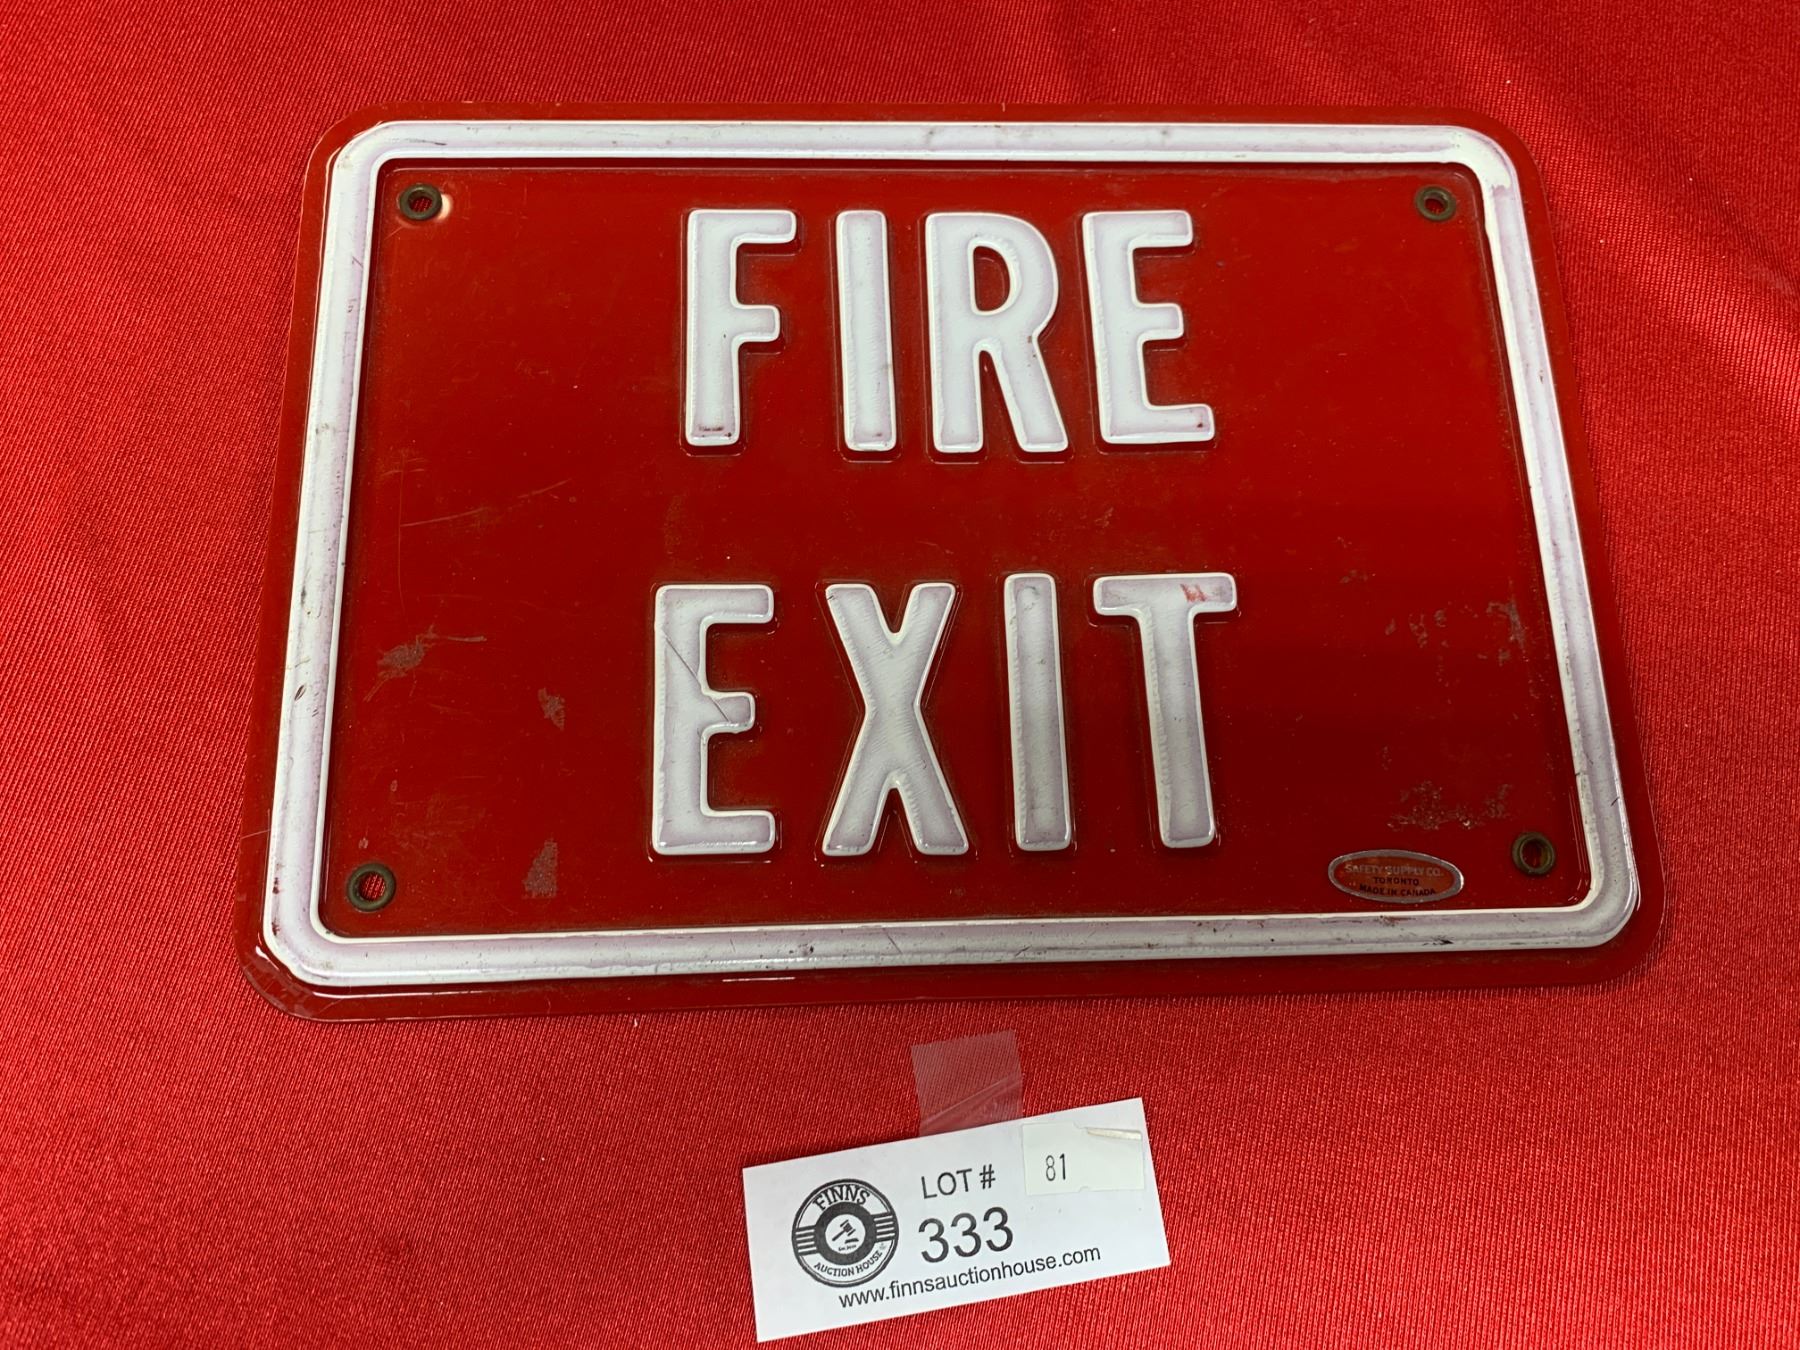 FIRE
EXIT
SAFETY SUPPLY CO.
TORONTO
MADE IN CANADA
LOT # 81
333
FINNS
AUCTION HOUSE
www.finnsauctionhouse.com